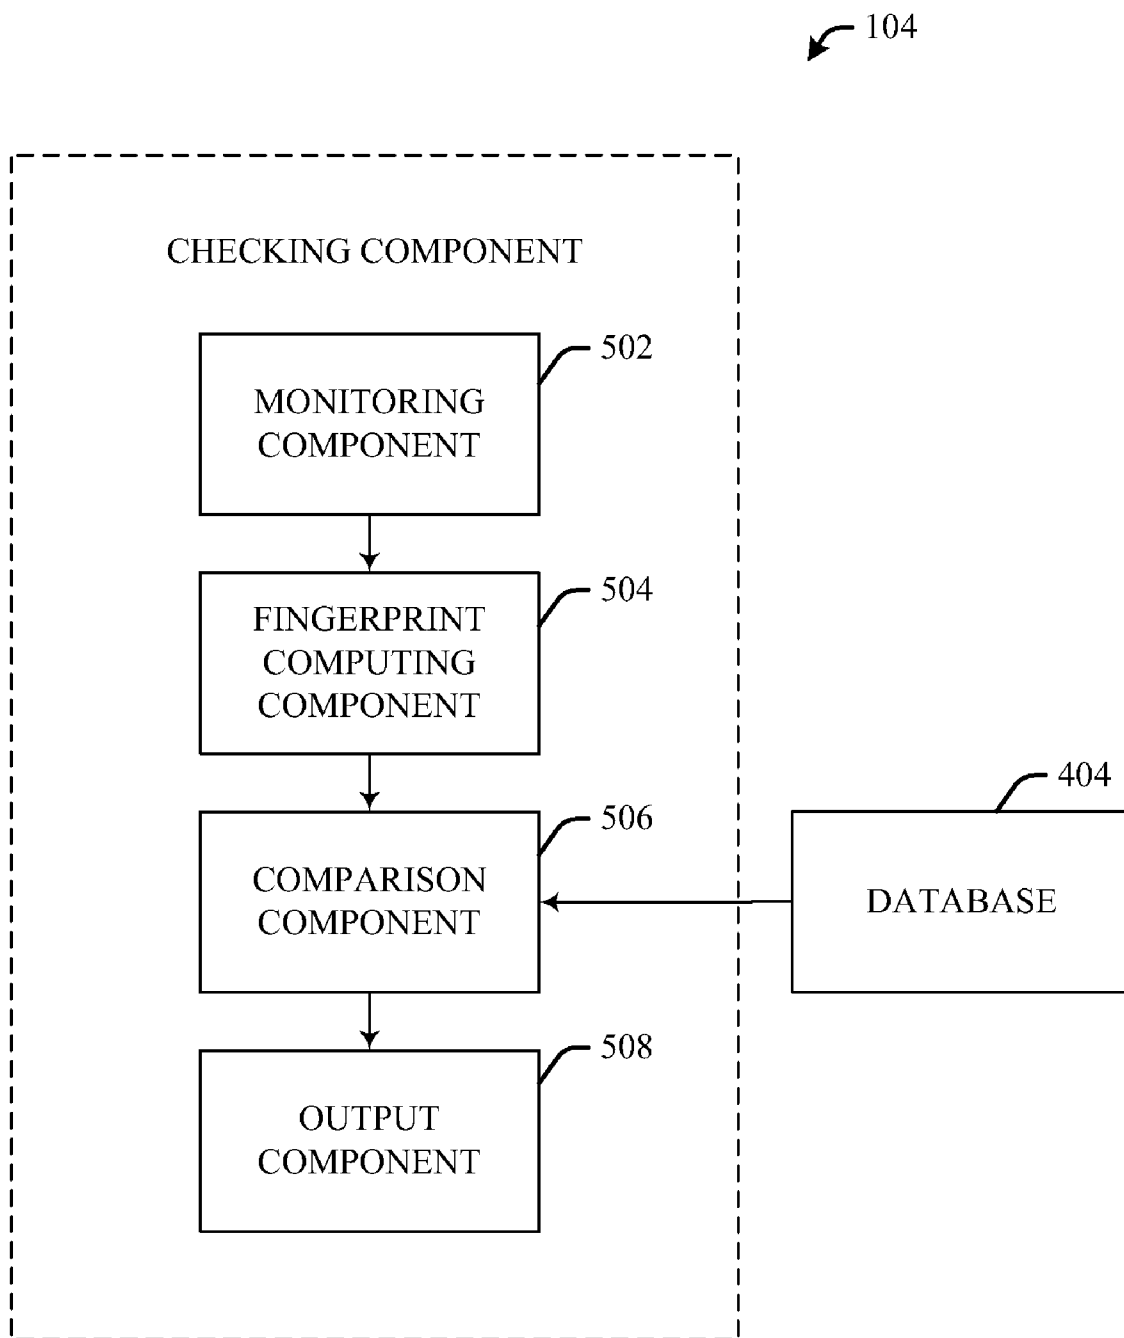 104
CHECKING COMPONENT
502
MONITORING
COMPONENT
504
FINGERPRINT
COMPUTING
COMPONENT
404
506
COMPARISON
COMPONENT
DATABASE
508
OUTPUT
COMPONENT